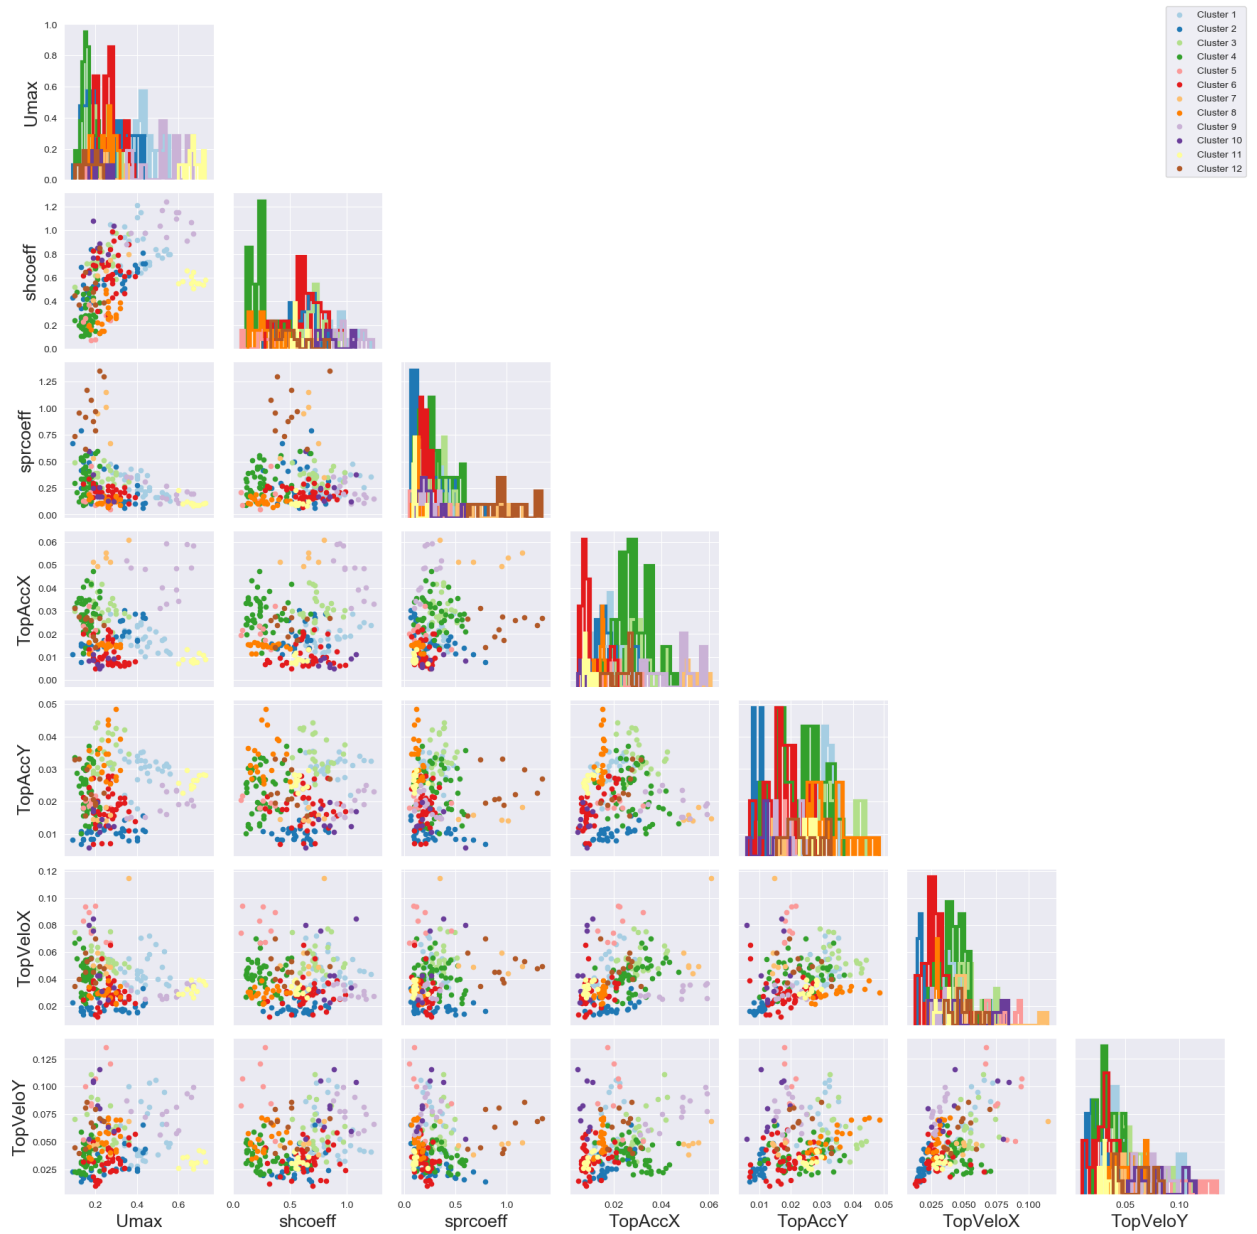 Cluster 1
Cluster 2
Cluster 3
Cluster 4
Cluster 5
Cluster 6
Cluster 7
Cluster 8
Cluster 9
Cluster 10
Cluster 11
Cluster 12
Umax
1.0
0.8
0.6
0.4
0.2
0.0
shcoeff
1.2
1.0
0.8
0.6
0.4
0.2
0.0
sprcoeff
1.25
1.00
0.75
0.50
0.25
0.00
TopAccX
0.06
0.05
0.04
0.03
0.02
0.01
0.00
TopAccY
0.05
0.04
0.03
0.02
0.01
TopVeloX
0.12
0.10
0.08
0.06
0.04
0.02
TopVeloY
0.125
0.100
0.075
0.050
0.025
0.2 0.4 0.6
0.0 0.5 1.0
0.0 0.5 1.0
0.02 0.04 0.06
0.01 0.02 0.03 0.04 0.05
0.025 0.050 0.075 0.100
0.05 0.10
Umax
shcoeff
sprcoeff
TopAccX
TopAccY
TopVeloX
TopVeloY